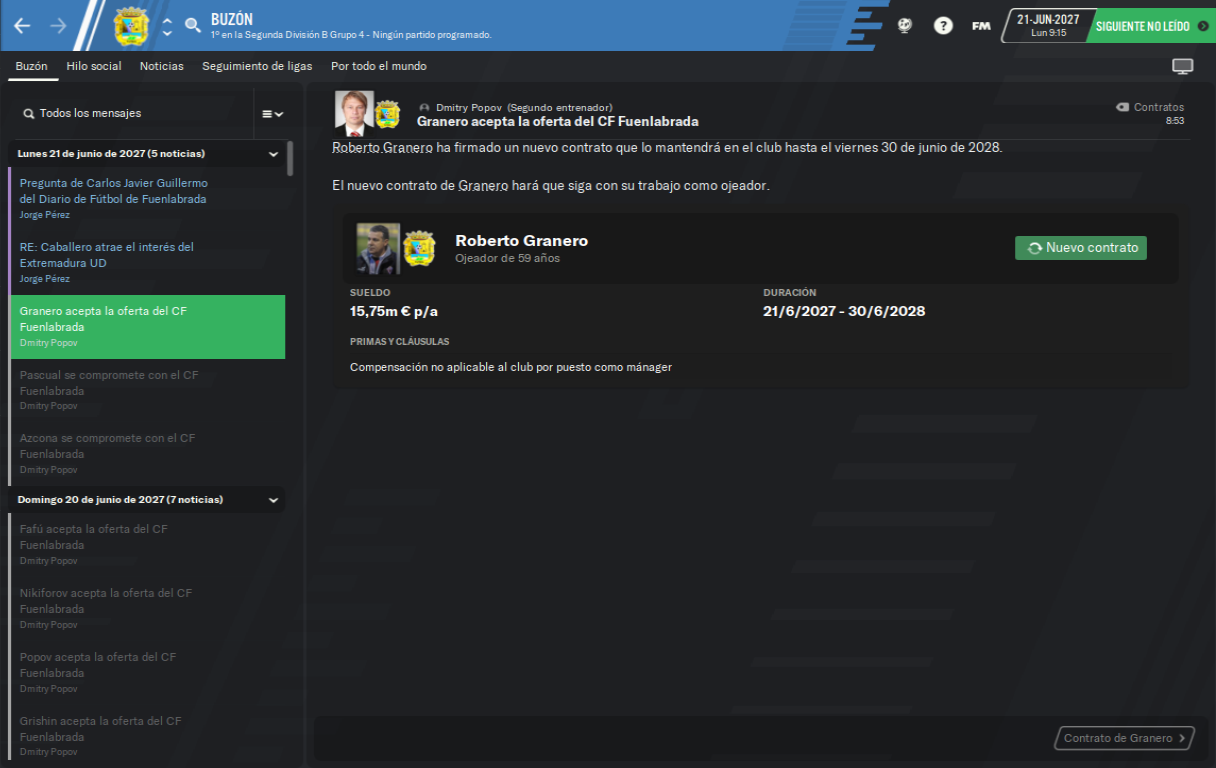 BUZÓN
1º en la Segunda División B Grupo 4 - Ningún partido programado.
?
FM
21-JUN-2027
Lun 9:15
SIGUIENTE NO LEÍDO
Buzón
Hilo social
Noticias
Seguimiento de ligas
Por todo el mundo
Todos los mensajes
Lunes 21 de junio de 2027 (5 noticias)
Pregunta de Carlos Javier Guillermo
del Diario de Fútbol de Fuenlabrada
Jorge Pérez
RE: Caballero atrae el interés del
Extremadura UD
Jorge Pérez
Granero acepta la oferta del CF
Fuenlabrada
Dmitry Popov
Pascual se compromete con el CF
Fuenlabrada
Dmitry Popov
Azcona se compromete con el CF
Fuenlabrada
Dmitry Popov
Domingo 20 de junio de 2027 (7 noticias)
Fafú acepta la oferta del CF
Fuenlabrada
Dmitry Popov
Nikiforov acepta la oferta del CF
Fuenlabrada
Dmitry Popov
Popov acepta la oferta del CF
Fuenlabrada
Dmitry Popov
Grishin acepta la oferta del CF
Fuenlabrada
Dmitry Popov
Dmitry Popov (Segundo entrenador)
Granero acepta la oferta del CF Fuenlabrada
Contratos
8:53
Roberto Granero ha firmado un nuevo contrato que lo mantendrá en el club hasta el viernes 30 de junio de 2028.
El nuevo contrato de Granero hará que siga con su trabajo como ojeador.
Roberto Granero
Ojeador de 59 años
Nuevo contrato
SUELDO
15,75m € p/a
DURACIÓN
21/6/2027 - 30/6/2028
PRIMAS Y CLÁUSULAS
Compensación no aplicable al club por puesto como mánager
Contrato de Granero